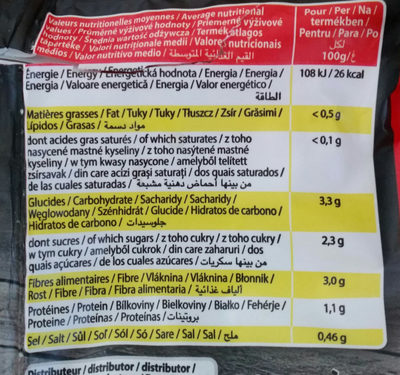 Valeurs nutritionnelles moyennes / Average nutritional
values / Průměrné výživové hodnoty / Priemerné výživové
hodnoty / Średnia wartość odżywcza / Termék átlagos
tápértéke / Valori nutriționale medii / Valores nutricionais
médios / Valor nutritivo medio / القيم الغذائية المتوسطة
Pour / Per / Na /
termékben /
Pentru / Para / Po
لكل
100g/غ
Énergie / Energy / Energetická hodnota / Energia / Energia /
Energia / Valoare energetică / Energia / Valor energético /
الطاقة
108 kJ / 26 kcal
Matières grasses / Fat / Tuky / Tuky / Tłuszcz / Zsír / Grăsimi /
Lípidos / Grasas / مواد دسمة
< 0,5 g
dont acides gras saturés / of which saturates / z toho
nasycené mastné kyseliny / z toho nasýtené mastné
kyseliny / w tym kwasy nasycone / amelyből telített
zsírsavak / din care acizi grași saturați / dos quais saturados /
de las cuales saturadas / من بينها أحماض دهنية مشبعة
< 0,1 g
Glucides / Carbohydrate / Sacharidy / Sacharidy /
Węglowodany / Szénhidrát / Glucide / Hidratos de carbono /
Hidratos de carbono / جلوسيدات
3,3 g
dont sucres / of which sugars / z toho cukry / z toho cukry /
w tym cukry / amelyből cukrok / din care zaharuri / dos
quais açúcares / de los cuales azúcares / من بينها سكريات
2,3 g
Fibres alimentaires / Fibre / Vláknina / Vláknina / Błonnik /
Rost / Fibre / Fibra / Fibra alimentaria / ألياف غذائية
3,0 g
Protéines / Protein / Bílkoviny / Bielkoviny / Białko / Fehérje /
Proteine / Proteínas / Proteínas / بروتينات
1,1 g
Sel / Salt / Sůl / Soľ / Sól / Só / Sare / Sal / Sal / ملح
0,46 g
Distributeur / distributor / distributor /